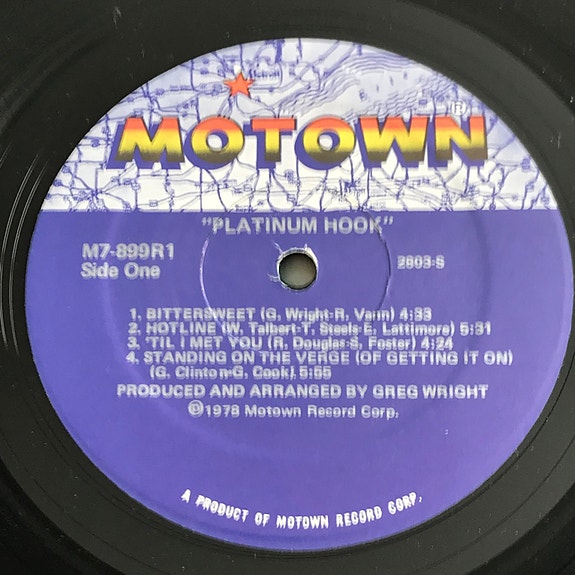 MOTOWN®
"PLATINUM HOOK"
M7-899R1
Side One
2803-S
1. BITTERSWEET (G. Wright-R. Vann) 4:33
2. HOTLINE (W. Talbert-T. Steels-E. Lattimore) 5:31
3. 'TIL I MET YOU (R. Douglas-S. Foster) 4:24
4. STANDING ON THE VERGE (OF GETTING IT ON)
(G. Clinton-G. Cook) 5:55
PRODUCED AND ARRANGED BY GREG WRIGHT
℗1978 Motown Record Corp.
A PRODUCT OF MOTOWN RECORD CORP.